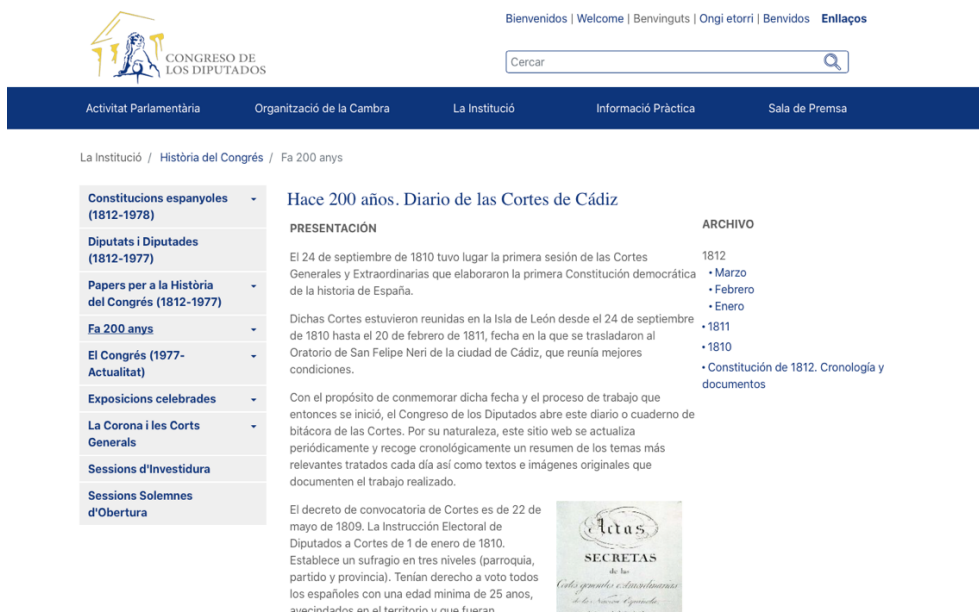 Bienvenidos | Welcome | Benvinguts | Ongi etorri | Benvidos Enllaços
CONGRESO DE
LOS DIPUTADOS
Cercar
Activitat Parlamentària Organització de la Cambra La Institució Informació Pràctica Sala de Premsa
La Institució / Història del Congrés / Fa 200 anys
Constitucions espanyoles
(1812-1978)
Diputats i Diputades
(1812-1977)
Papers per a la Història
del Congrés (1812-1977)
Fa 200 anys
El Congrés (1977-
Actualitat)
Exposicions celebrades
La Corona i les Corts
Generals
Sessions d'Investidura
Sessions Solemnes
d'Obertura
Hace 200 años. Diario de las Cortes de Cádiz
PRESENTACIÓN
El 24 de septiembre de 1810 tuvo lugar la primera sesión de las Cortes
Generales y Extraordinarias que elaboraron la primera Constitución democrática
de la historia de España.
Dichas Cortes estuvieron reunidas en la Isla de León desde el 24 de septiembre
de 1810 hasta el 20 de febrero de 1811, fecha en la que se trasladaron al
Oratorio de San Felipe Neri de la ciudad de Cádiz, que reunía mejores
condiciones.
Con el propósito de conmemorar dicha fecha y el proceso de trabajo que
entonces se inició, el Congreso de los Diputados abre este diario o cuaderno de
bitácora de las Cortes. Por su naturaleza, este sitio web se actualiza
periódicamente y recoge cronológicamente un resumen de los temas más
relevantes tratados cada día así como textos e imágenes originales que
documenten el trabajo realizado.
El decreto de convocatoria de Cortes es de 22 de
mayo de 1809. La Instrucción Electoral de
Diputados a Cortes de 1 de enero de 1810.
Establece un sufragio en tres niveles (parroquia,
partido y provincia). Tenían derecho a voto todos
los españoles con una edad minima de 25 anos,
avecindados en el territorio y que fueran
Actas
SECRETAS
de las
Cortes generales extraordinarias
de la Nación Española
ARCHIVO
1812
• Marzo
• Febrero
• Enero
• 1811
• 1810
• Constitución de 1812. Cronología y
documentos